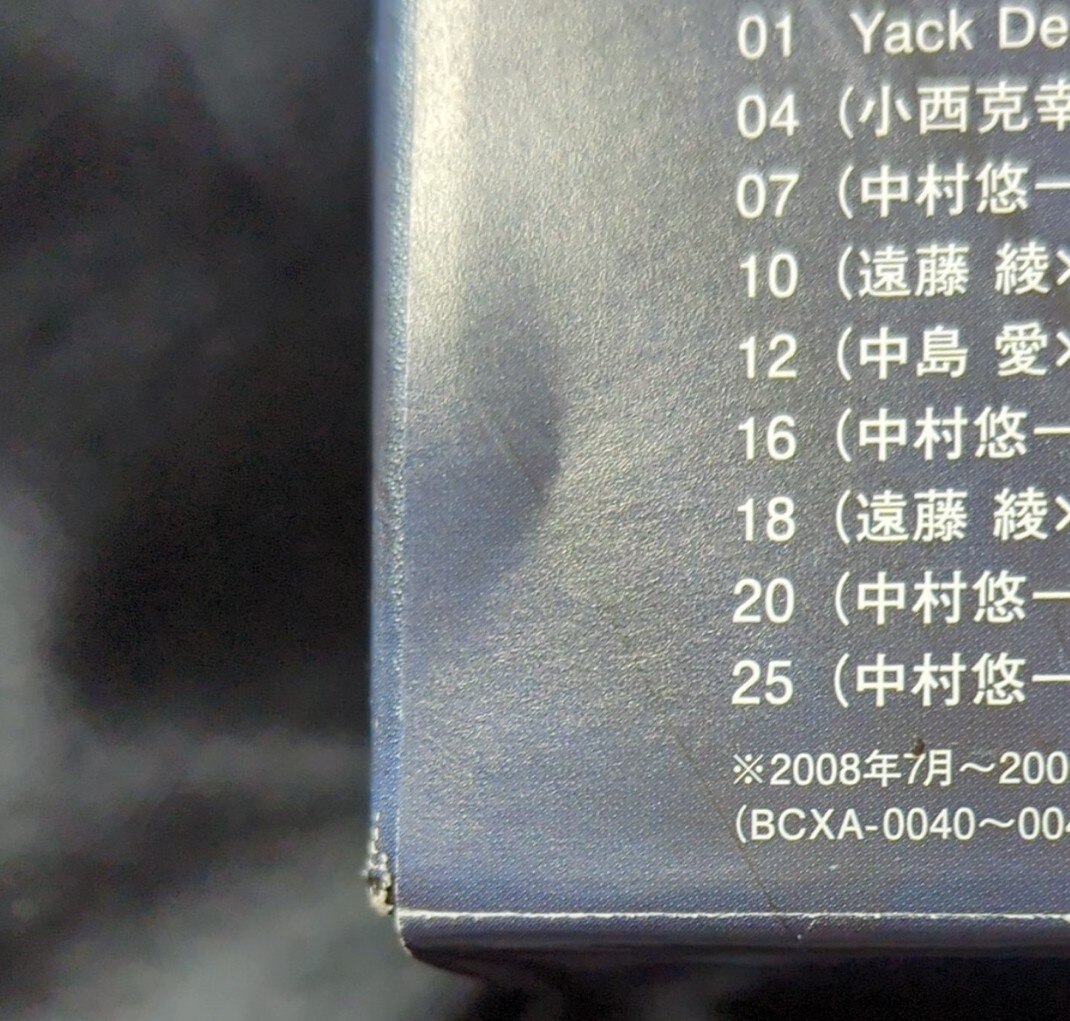 01 Yack De
04 (小西克幸
07 (中村悠一
10 (遠藤 綾×
12 (中島 愛×
16 (中村悠一
18 (遠藤 綾×
20 (中村悠一
25 (中村悠一
※2008年7月～200
(BCXA-0040～004